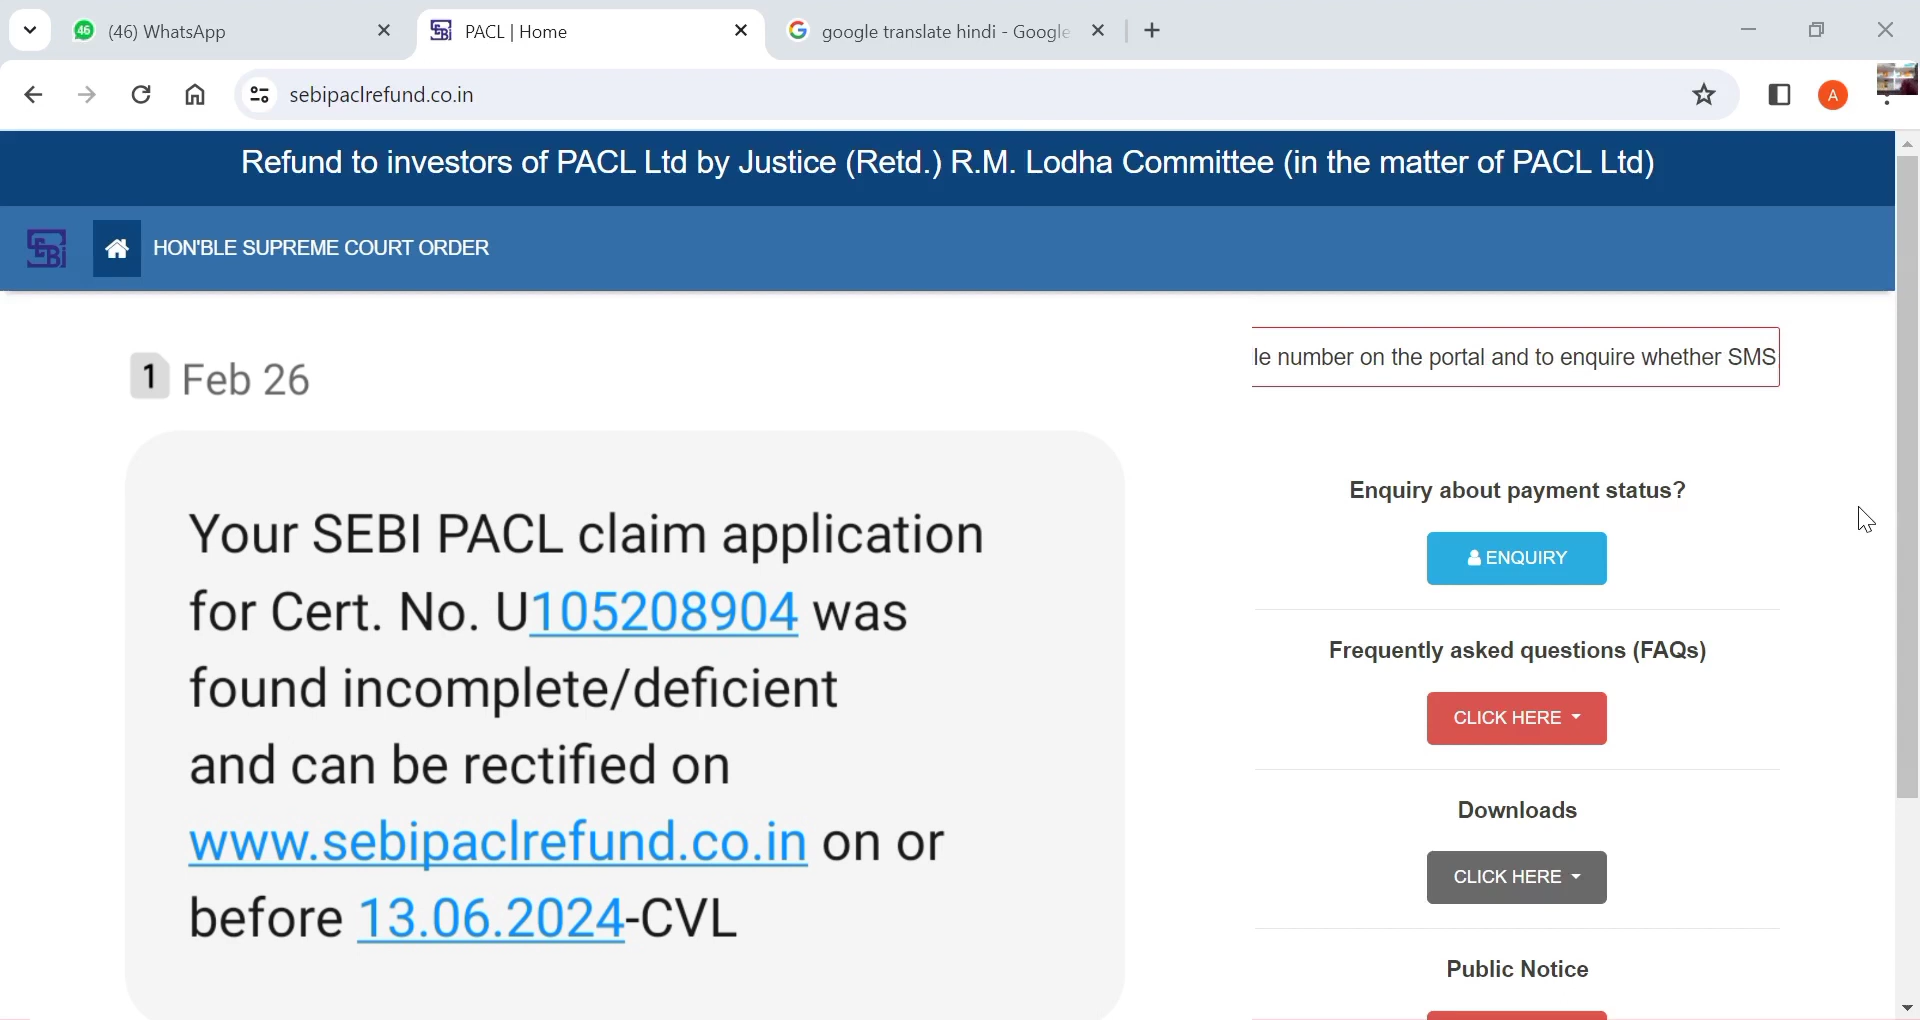 46
(46) WhatsApp
PACL | Home
google translate hindi - Google
sebipaclrefund.co.in
A
Refund to investors of PACL Ltd by Justice (Retd.) R.M. Lodha Committee (in the matter of PACL Ltd)
SEBI
HON'BLE SUPREME COURT ORDER
1 Feb 26
Your SEBI PACL claim application
for Cert. No. U105208904 was
found incomplete/deficient
and can be rectified on
www.sebipaclrefund.co.in on or
before 13.06.2024-CVL
le number on the portal and to enquire whether SMS
Enquiry about payment status?
ENQUIRY
Frequently asked questions (FAQs)
CLICK HERE
Downloads
CLICK HERE
Public Notice